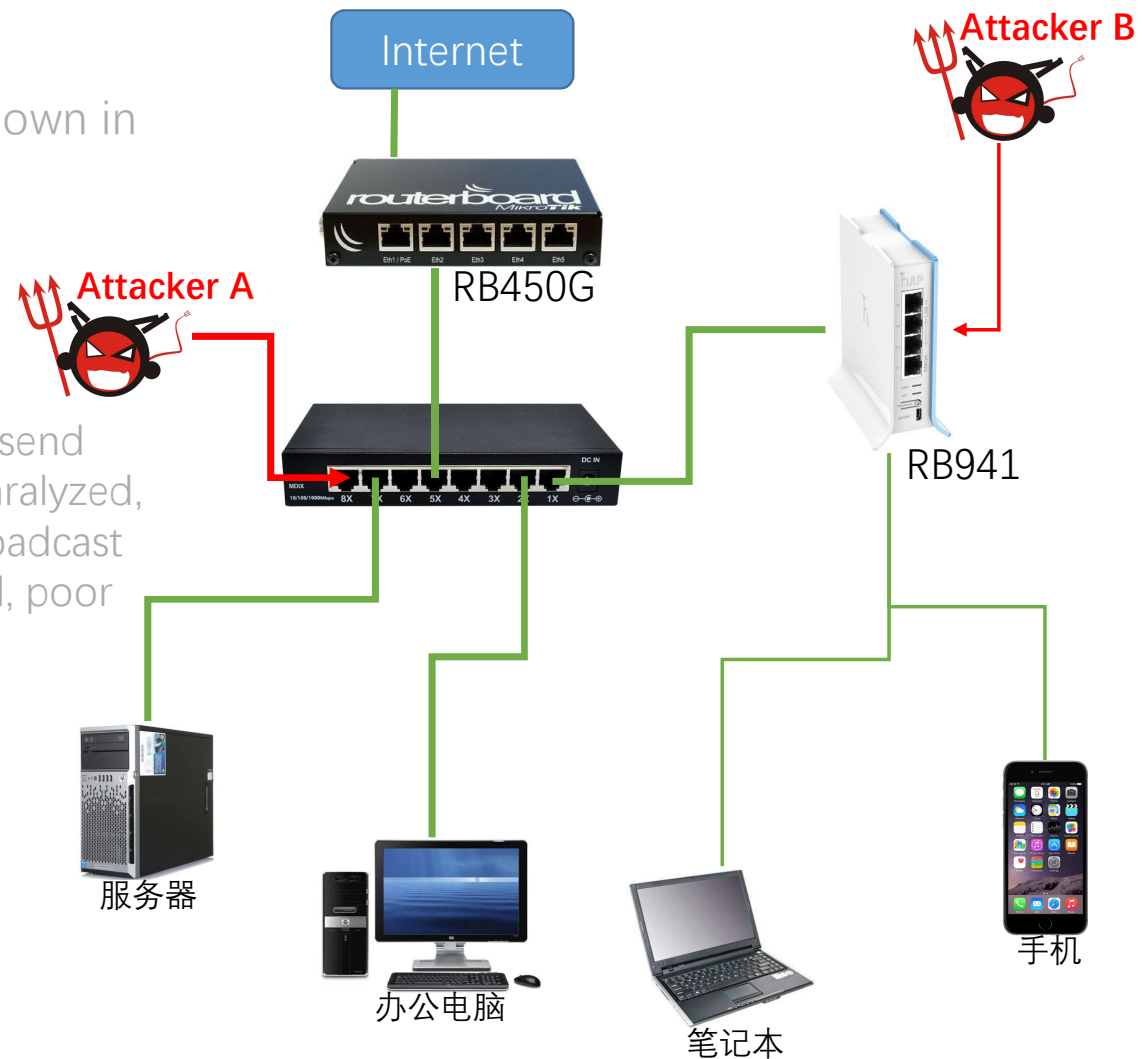 Internet
Attacker B
own in
routerboard
MikroTik
Eth1 / PoE Eth2 Eth3 Eth4 Eth5
RB450G
Attacker A
hAP
RB941
send
aralyzed,
oadcast
l, poor
DC IN
MDIX
10/100/1000Mbps 8X 6X 5X 4X 3X 2X 1X
服务器
办公电脑
笔记本
手机